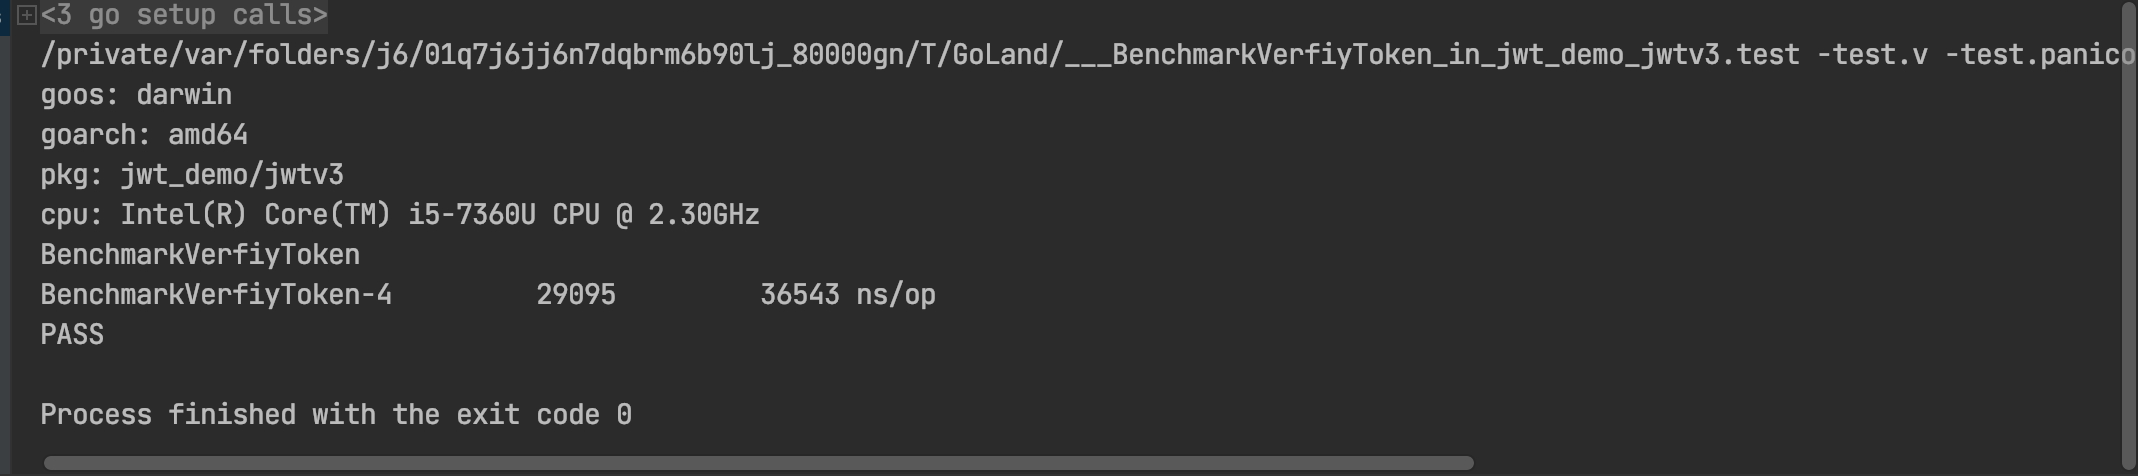 <3 go setup calls>
/private/var/folders/j6/01q7j6jj6n7dqbrm6b90lj_80000gn/T/GoLand/___BenchmarkVerfiyToken_in_jwt_demo_jwtv3.test -test.v -test.panico
goos: darwin
goarch: amd64
pkg: jwt_demo/jwtv3
cpu: Intel(R) Core(TM) i5-7360U CPU @ 2.30GHz
BenchmarkVerfiyToken
BenchmarkVerfiyToken-4 29095 36543 ns/op
PASS
Process finished with the exit code 0